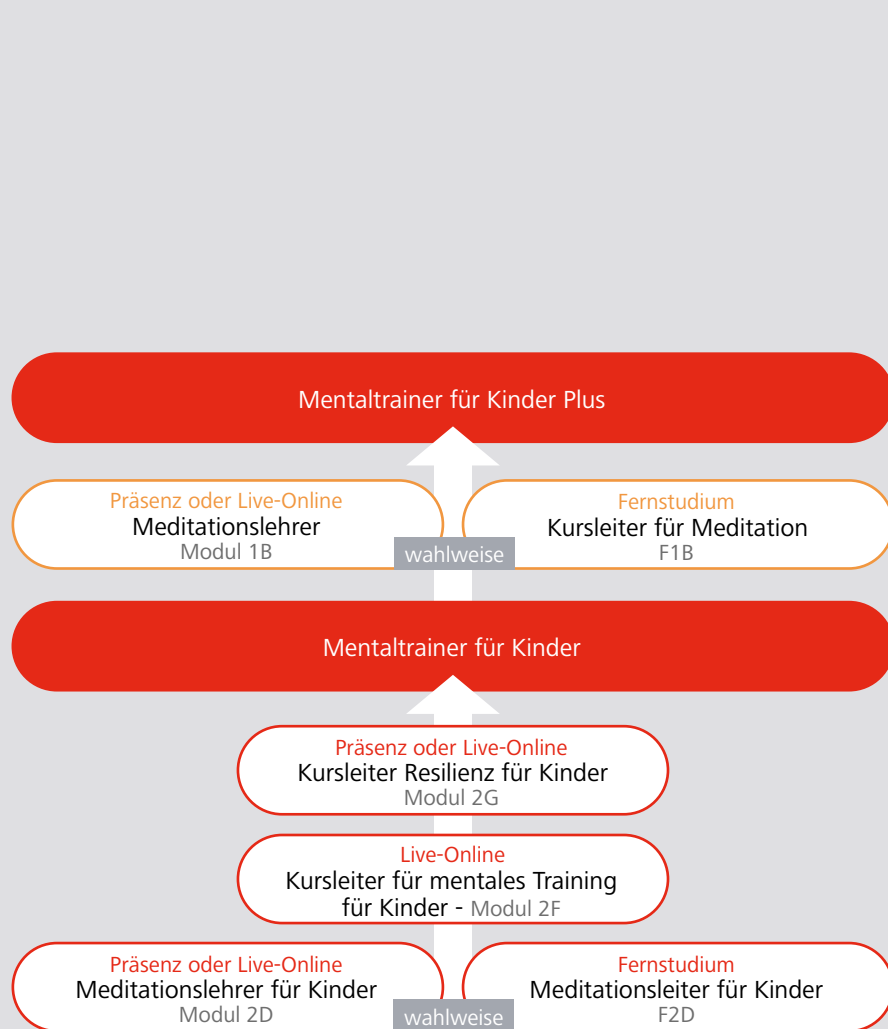 Mentaltrainer für Kinder Plus
Präsenz oder Live-Online
Meditationslehrer
Modul 1B
wahlweise
Fernstudium
Kursleiter für Meditation
F1B
Mentaltrainer für Kinder
Präsenz oder Live-Online
Kursleiter Resilienz für Kinder
Modul 2G
Live-Online
Kursleiter für mentales Training
für Kinder - Modul 2F
Präsenz oder Live-Online
Meditationslehrer für Kinder
Modul 2D
wahlweise
Fernstudium
Meditationsleiter für Kinder
F2D